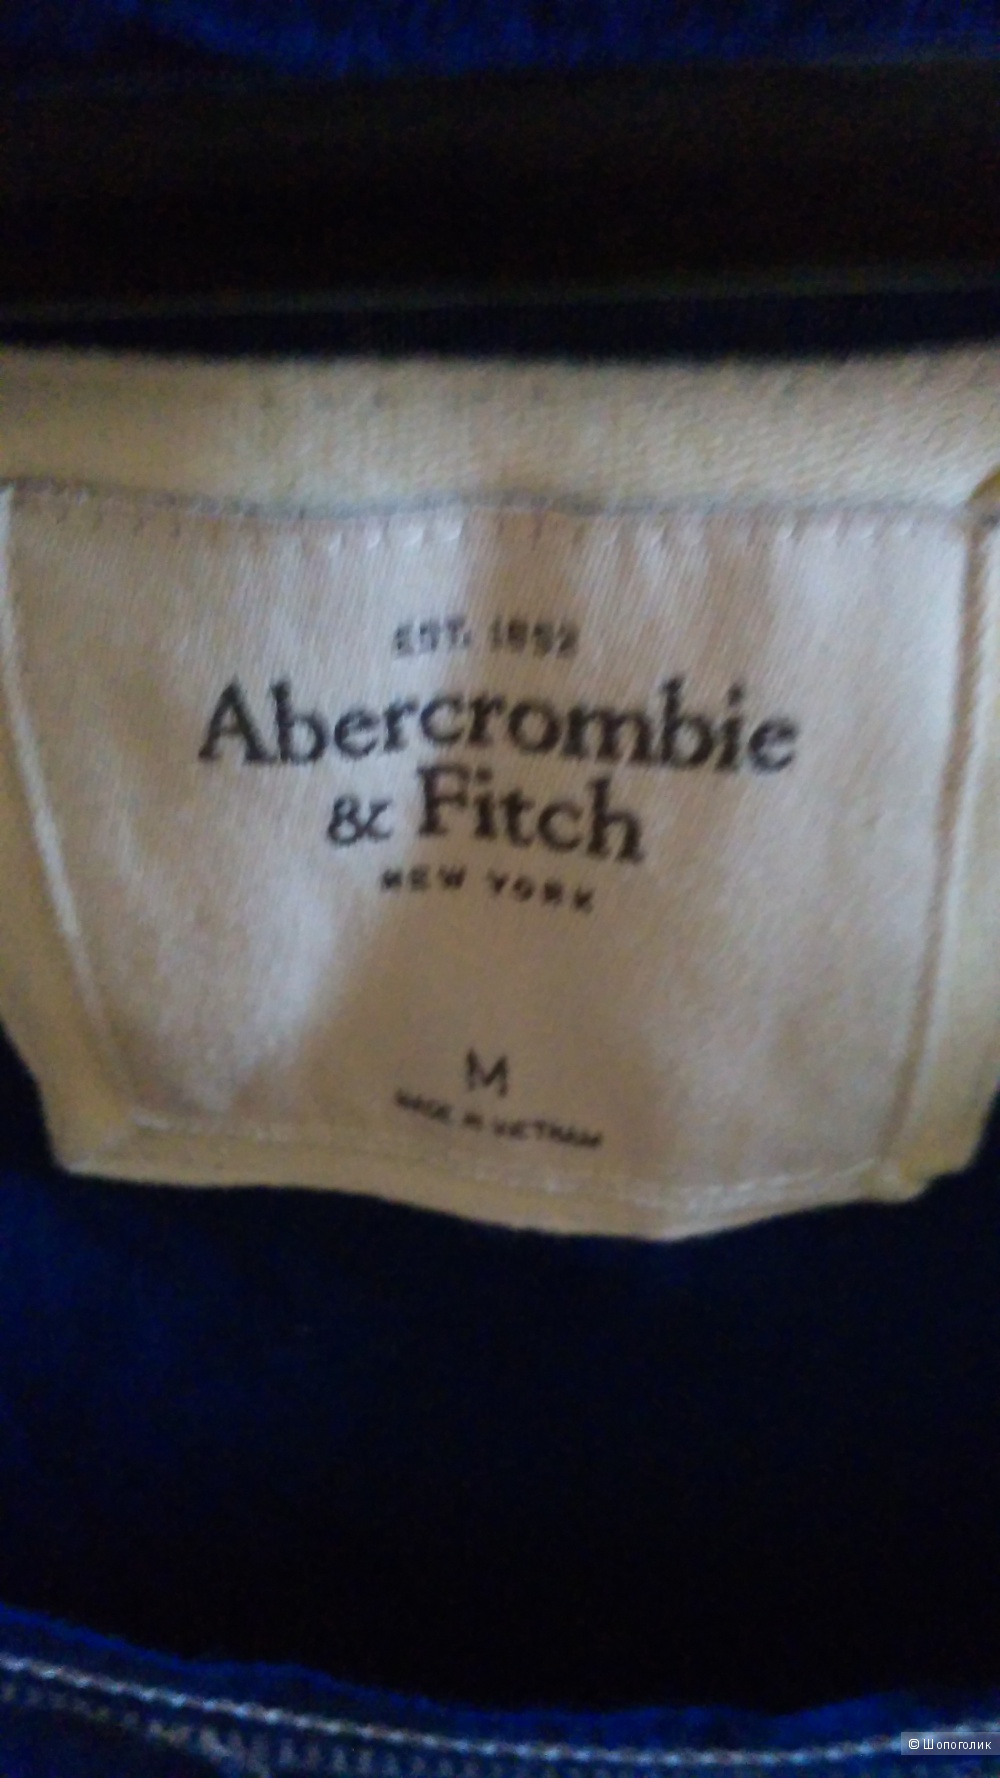 EST. 1892
Abercrombie
& Fitch
NEW YORK
M
MADE IN VIETNAM
© Шопоголик